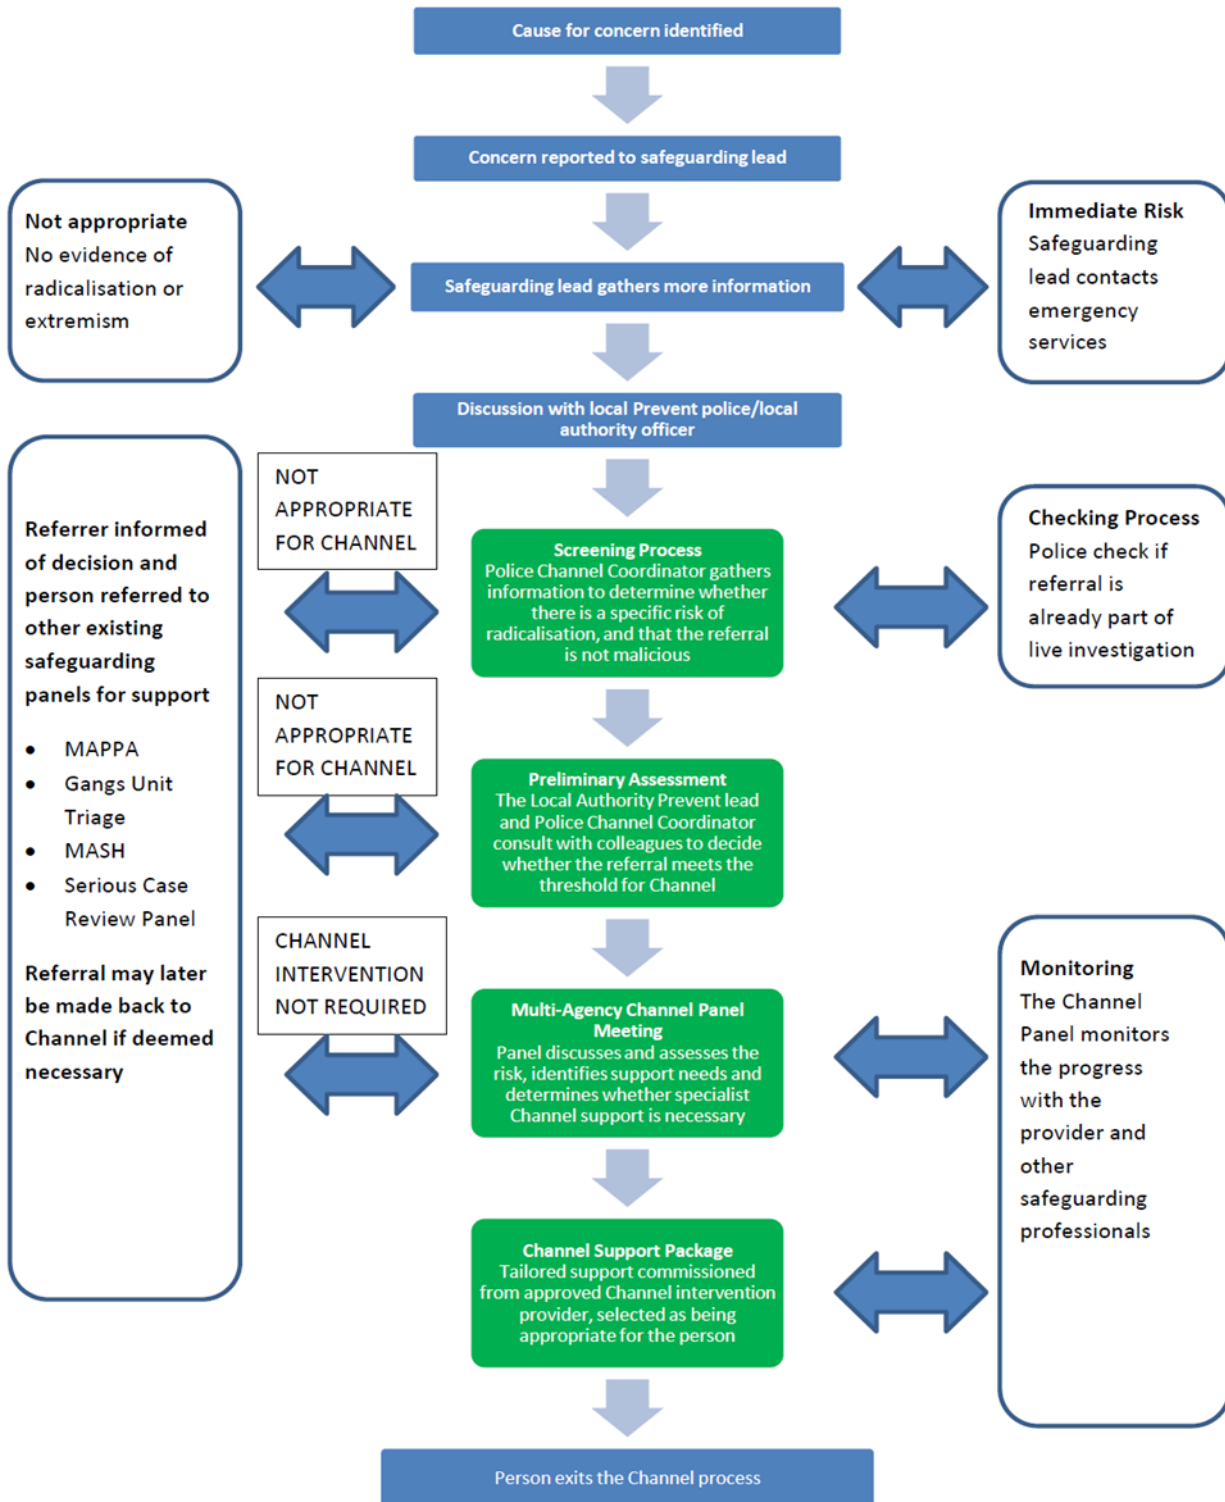 Cause for concern identified
Concern reported to safeguarding lead
Not appropriate
No evidence of
radicalisation or
extremism
Safeguarding lead gathers more information
Immediate Risk
Safeguarding
lead contacts
emergency
services
Discussion with local Prevent police/local
authority officer
Referrer informed
of decision and
person referred to
other existing
safeguarding
panels for support
• MAPPA
• Gangs Unit
Triage
• MASH
• Serious Case
Review Panel
Referral may later
be made back to
Channel if deemed
necessary
NOT
APPROPRIATE
FOR CHANNEL
Screening Process
Police Channel Coordinator gathers
information to determine whether
there is a specific risk of
radicalisation, and that the referral
is not malicious
Checking Process
Police check if
referral is
already part of
live investigation
NOT
APPROPRIATE
FOR CHANNEL
Preliminary Assessment
The Local Authority Prevent lead
and Police Channel Coordinator
consult with colleagues to decide
whether the referral meets the
threshold for Channel
CHANNEL
INTERVENTION
NOT REQUIRED
Multi-Agency Channel Panel
Meeting
Panel discusses and assesses the
risk, identifies support needs and
determines whether specialist
Channel support is necessary
Monitoring
The Channel
Panel monitors
the progress
with the
provider and
other
safeguarding
professionals
Channel Support Package
Tailored support commissioned
from approved Channel intervention
provider, selected as being
appropriate for the person
Person exits the Channel process